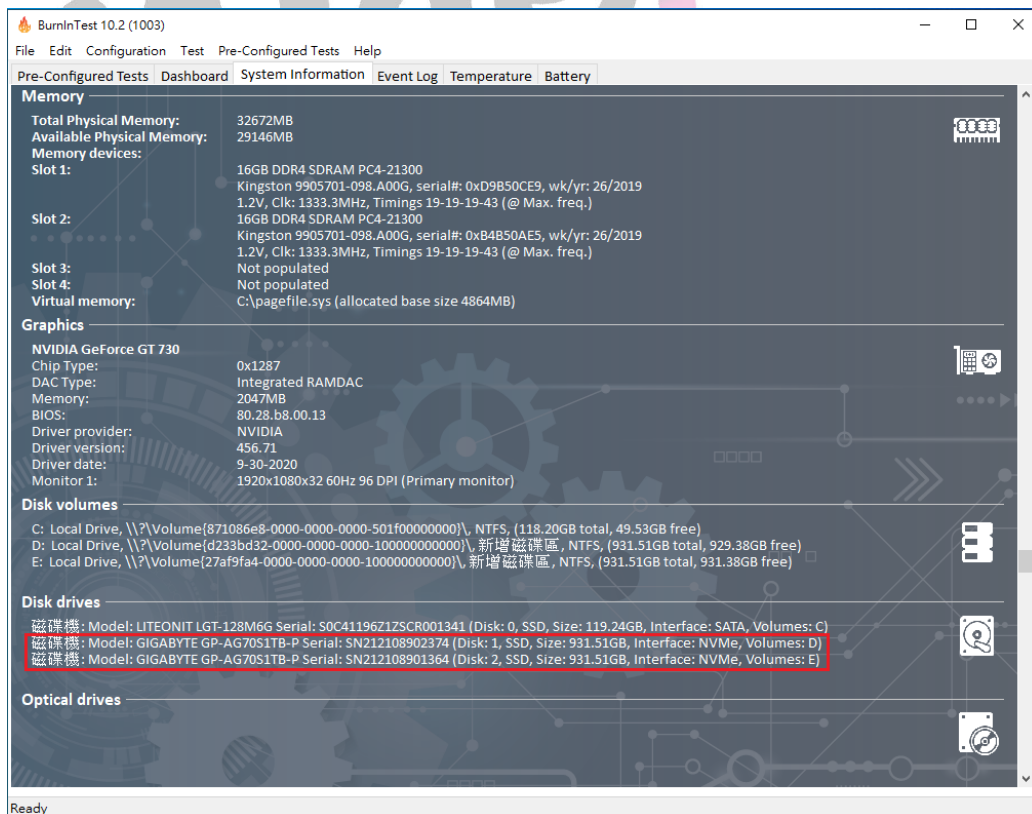 BurnInTest 10.2 (1003)
File Edit Configuration Test Pre-Configured Tests Help
Pre-Configured Tests Dashboard System Information Event Log Temperature Battery
Memory
Total Physical Memory: 32672MB
Available Physical Memory: 29146MB
Memory devices:
Slot 1: 16GB DDR4 SDRAM PC4-21300
Kingston 9905701-098.A00G, serial#: 0xD9B50CE9, wk/yr: 26/2019
1.2V, Clk: 1333.3MHz, Timings 19-19-19-43 (@ Max. freq.)
Slot 2: 16GB DDR4 SDRAM PC4-21300
Kingston 9905701-098.A00G, serial#: 0xB4B50AE5, wk/yr: 26/2019
1.2V, Clk: 1333.3MHz, Timings 19-19-19-43 (@ Max. freq.)
Slot 3: Not populated
Slot 4: Not populated
Virtual memory: C:\pagefile.sys (allocated base size 4864MB)
Graphics
NVIDIA GeForce GT 730
Chip Type: 0x1287
DAC Type: Integrated RAMDAC
Memory: 2047MB
BIOS: 80.28.b8.00.13
Driver provider: NVIDIA
Driver version: 456.71
Driver date: 9-30-2020
Monitor 1: 1920x1080x32 60Hz 96 DPI (Primary monitor)
Disk volumes
C: Local Drive, \\?\Volume{871086e8-0000-0000-0000-501f00000000}\, NTFS, (118.20GB total, 49.53GB free)
D: Local Drive, \\?\Volume{d233bd32-0000-0000-0000-100000000000}\, 新增磁碟區, NTFS, (931.51GB total, 929.38GB free)
E: Local Drive, \\?\Volume{27af9fa4-0000-0000-0000-100000000000}\, 新增磁碟區, NTFS, (931.51GB total, 931.38GB free)
Disk drives
磁碟機: Model: LITEONIT LGT-128M6G Serial: S0C41196Z1ZSCR001341 (Disk: 0, SSD, Size: 119.24GB, Interface: SATA, Volumes: C)
磁碟機: Model: GIGABYTE GP-AG70S1TB-P Serial: SN212108902374 (Disk: 1, SSD, Size: 931.51GB, Interface: NVMe, Volumes: D)
磁碟機: Model: GIGABYTE GP-AG70S1TB-P Serial: SN212108901364 (Disk: 2, SSD, Size: 931.51GB, Interface: NVMe, Volumes: E)
Optical drives
Ready